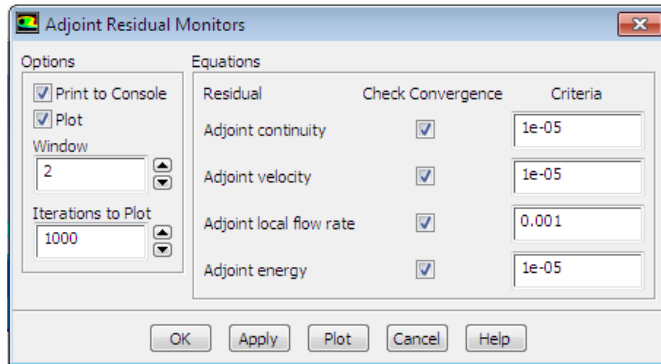 Adjoint Residual Monitors
Options
Print to Console
Plot
Window
2
Iterations to Plot
1000
Equations
Residual Check Convergence Criteria
Adjoint continuity 1e-05
Adjoint velocity 1e-05
Adjoint local flow rate 0.001
Adjoint energy 1e-05
OK Apply Plot Cancel Help